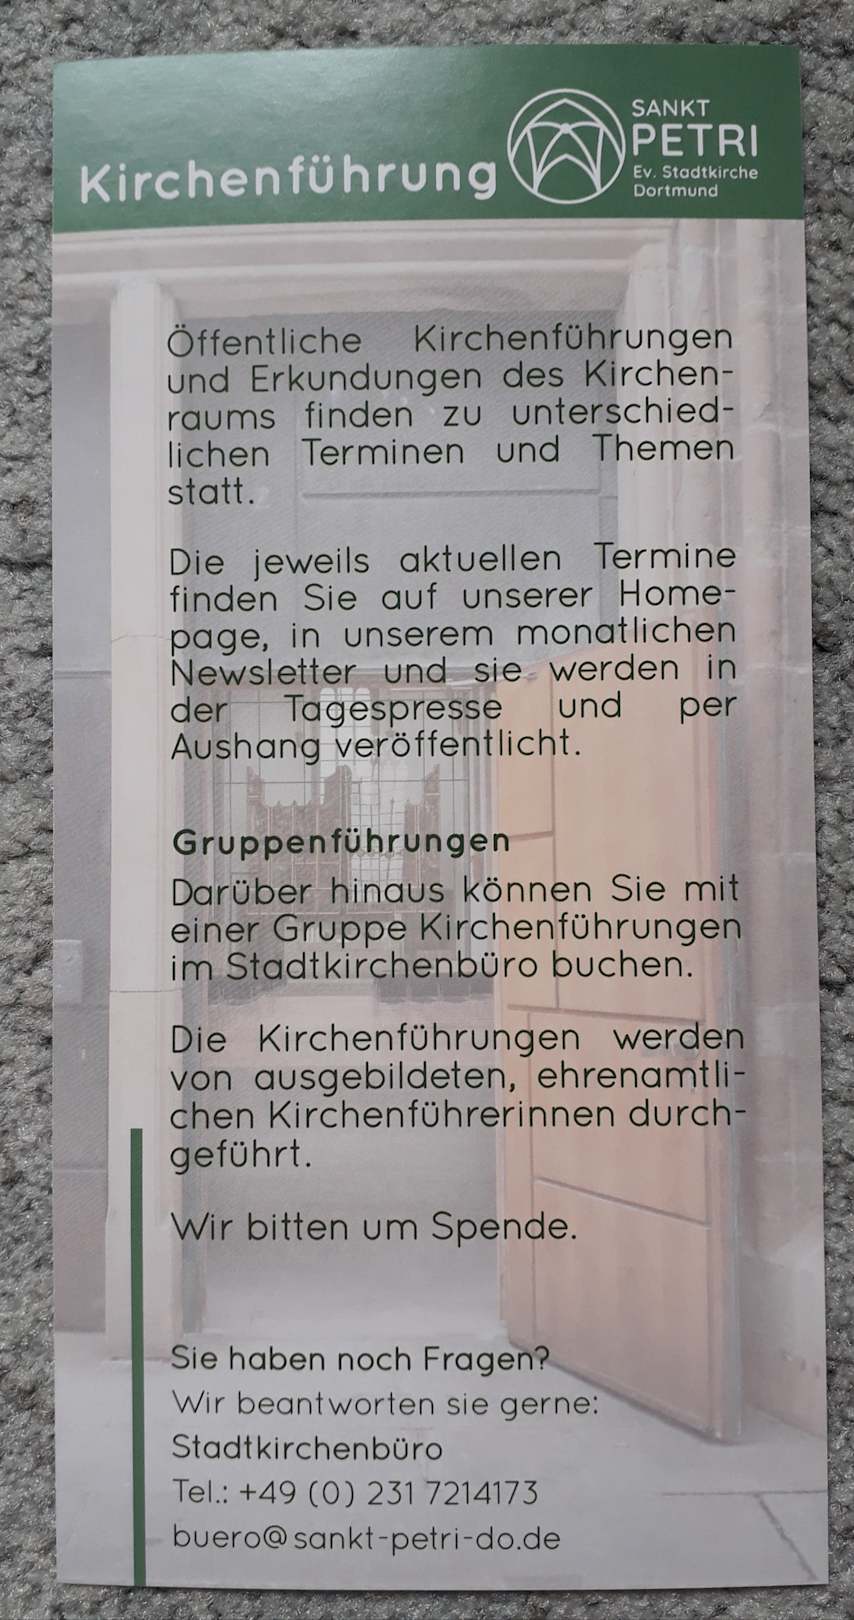 Kirchenführung
SANKT
PETRI
Ev. Stadtkirche
Dortmund
Öffentliche Kirchenführungen
und Erkundungen des Kirchen-
raums finden zu unterschied-
lichen Terminen und Themen
statt.
Die jeweils aktuellen Termine
finden Sie auf unserer Home-
page, in unserem monatlichen
Newsletter und sie werden in
der Tagespresse und per
Aushang veröffentlicht.
Gruppenführungen
Darüber hinaus können Sie mit
einer Gruppe Kirchenführungen
im Stadtkirchenbüro buchen.
Die Kirchenführungen werden
von ausgebildeten, ehrenamtli-
chen Kirchenführerinnen durch-
geführt.
Wir bitten um Spende.
Sie haben noch Fragen?
Wir beantworten sie gerne:
Stadtkirchenbüro
Tel.: +49 (0) 231 7214173
buero@sankt-petri-do.de